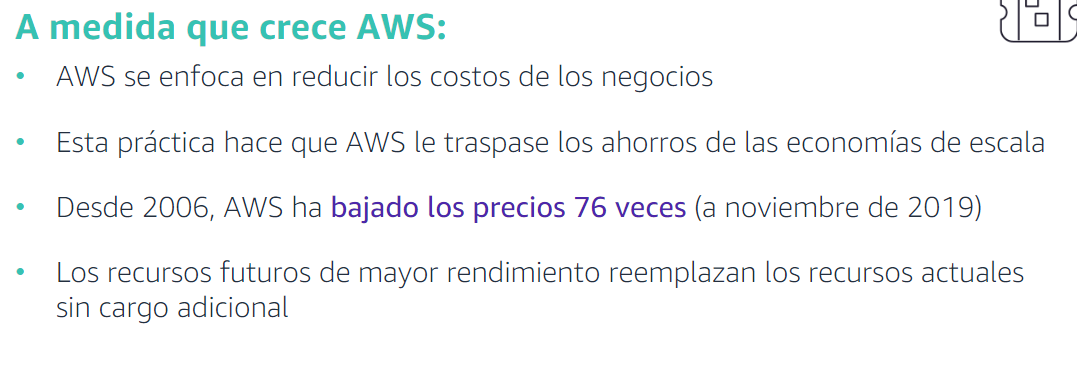 A medida que crece AWS:
• AWS se enfoca en reducir los costos de los negocios
• Esta práctica hace que AWS le traspase los ahorros de las economías de escala
• Desde 2006, AWS ha bajado los precios 76 veces (a noviembre de 2019)
• Los recursos futuros de mayor rendimiento reemplazan los recursos actuales
sin cargo adicional